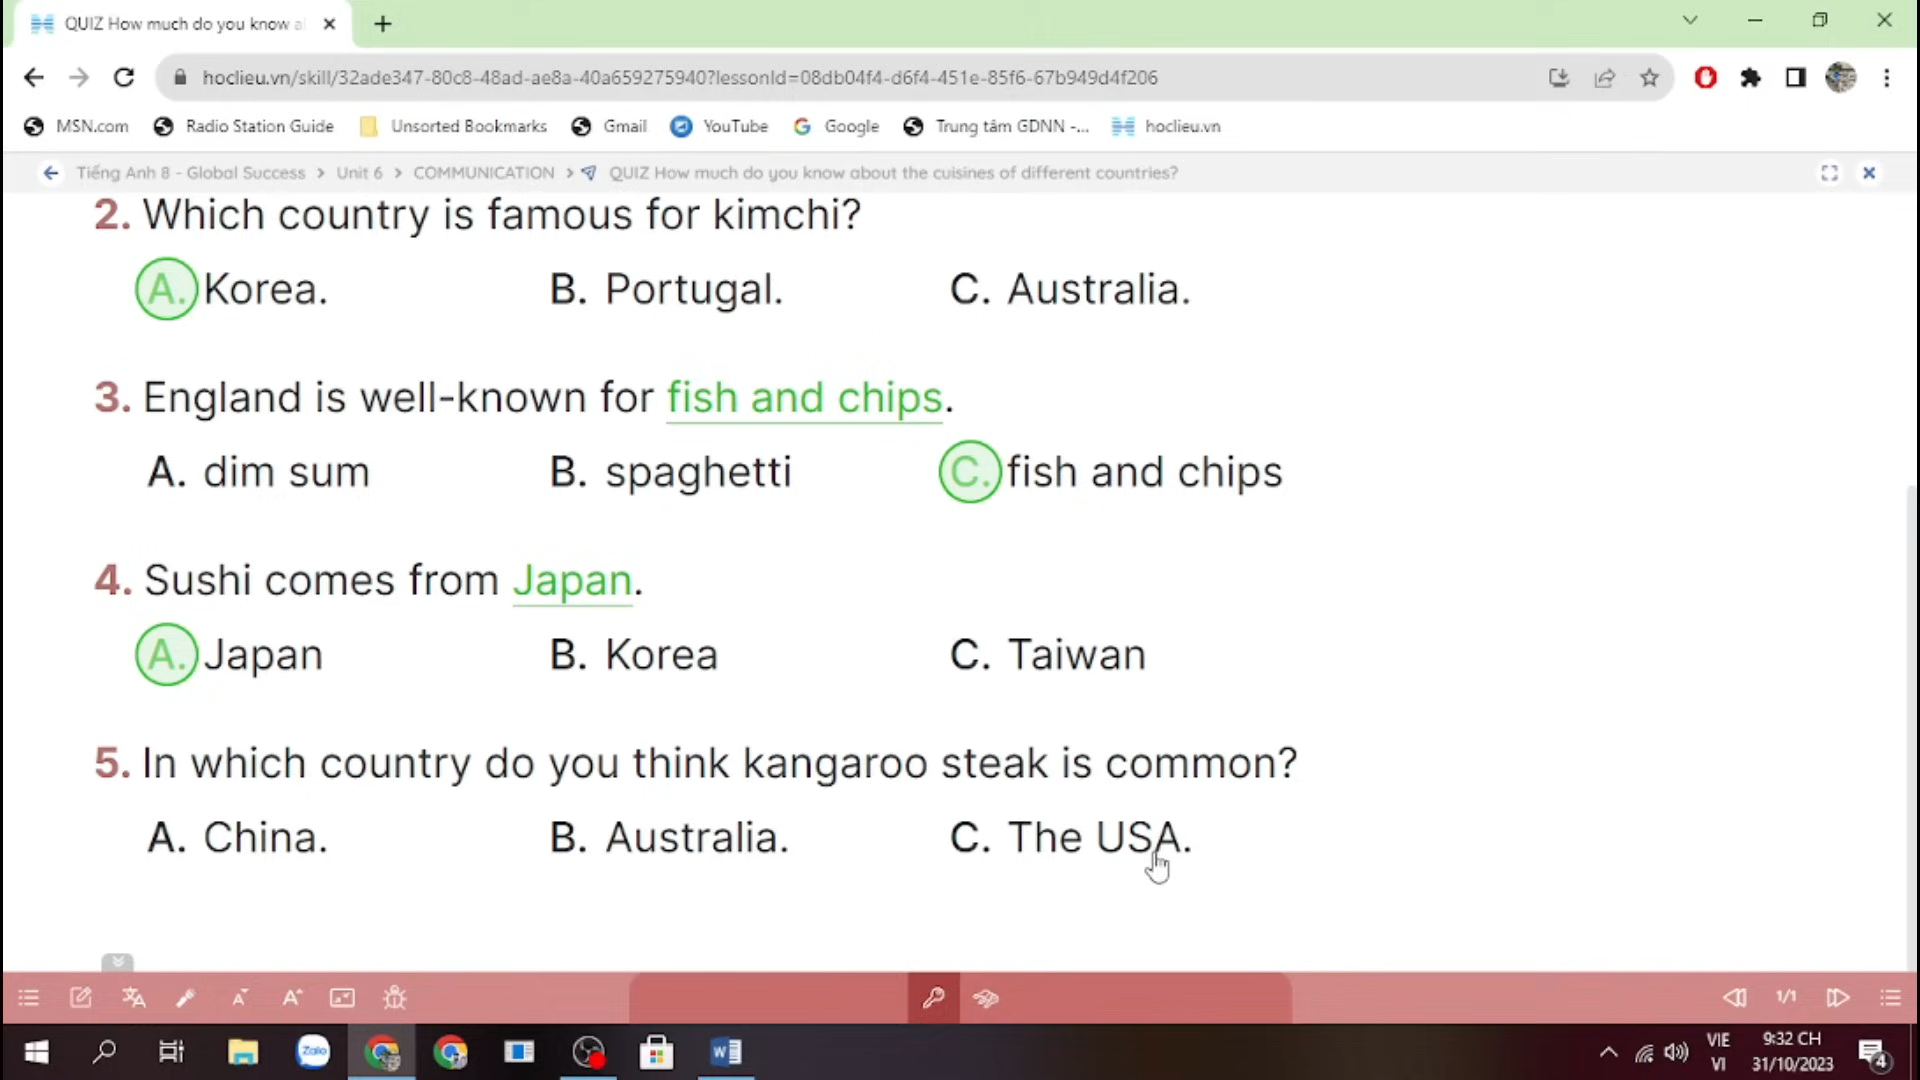 QUIZ How much do you know a
hoclieu.vn/skill/32ade347-80c8-48ad-ae8a-40a659275940?lessonId=08db04f4-d6f4-451e-85f6-67b949d4f206
MSN.com Radio Station Guide Unsorted Bookmarks Gmail YouTube Google Trung tâm GDNN -... hoclieu.vn
Tiếng Anh 8 - Global Success > Unit 6 > COMMUNICATION > QUIZ How much do you know about the cuisines of different countries?
2. Which country is famous for kimchi?
A. Korea. B. Portugal. C. Australia.
3. England is well-known for fish and chips.
A. dim sum B. spaghetti C. fish and chips
4. Sushi comes from Japan.
A. Japan B. Korea C. Taiwan
5. In which country do you think kangaroo steak is common?
A. China. B. Australia. C. The USA.
1/1
Zalo
VIE 9:32 CH
VI 31/10/2023 4